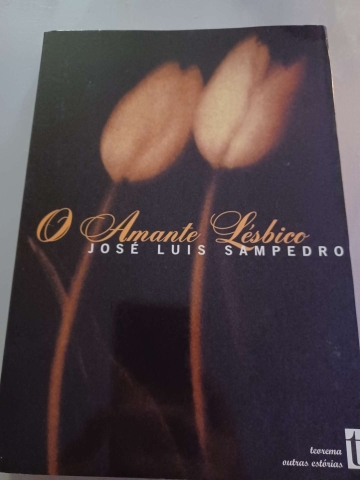 O Amante Lésbico
JOSÉ LUIS SAMPEDRO
teorema
outras estórias